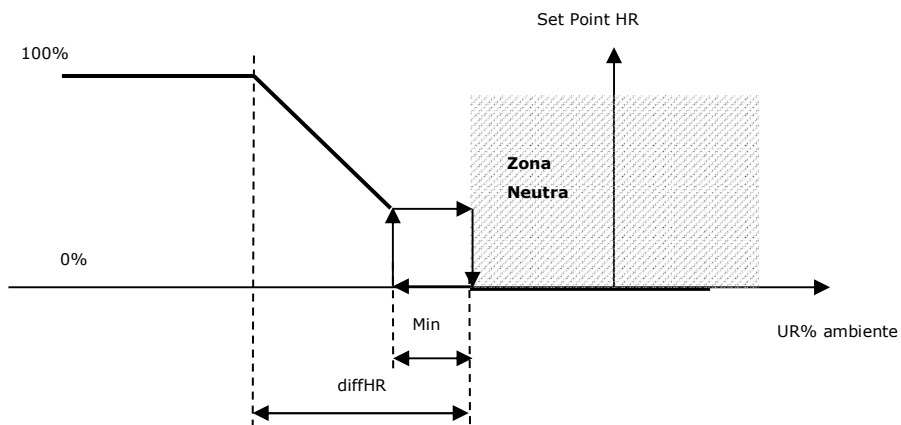 Set Point HR
100%
Zona
Neutra
0%
Min
UR% ambiente
diffHR